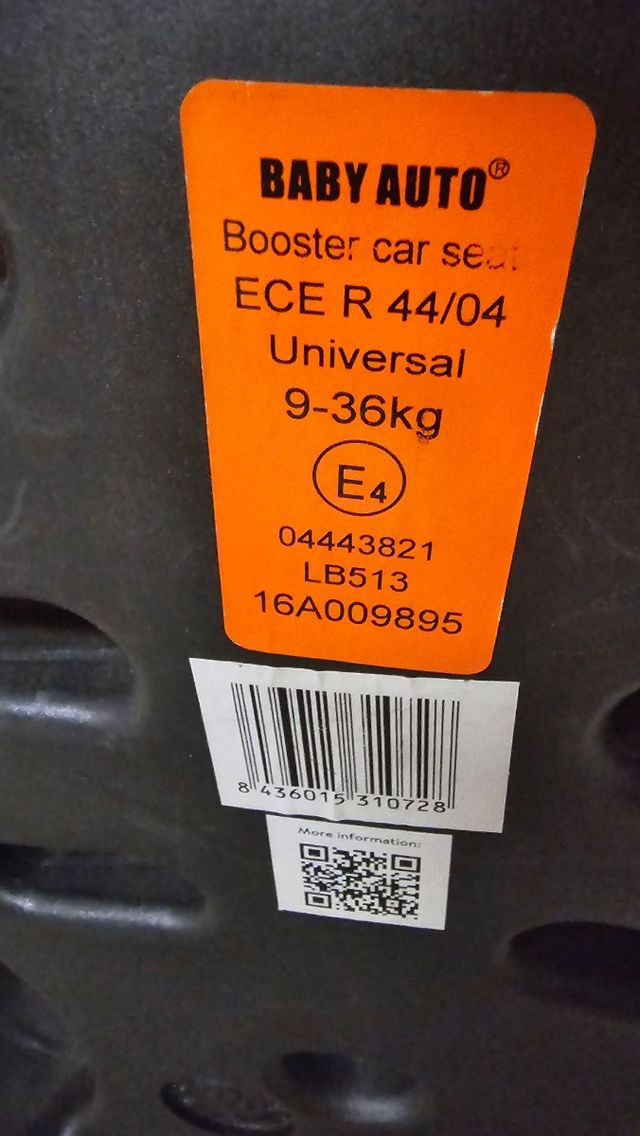 BABY AUTO®
Booster car seat
ECE R 44/04
Universal
9-36kg
E4
04443821
LB513
16A009895
8 436015 310728
More information: